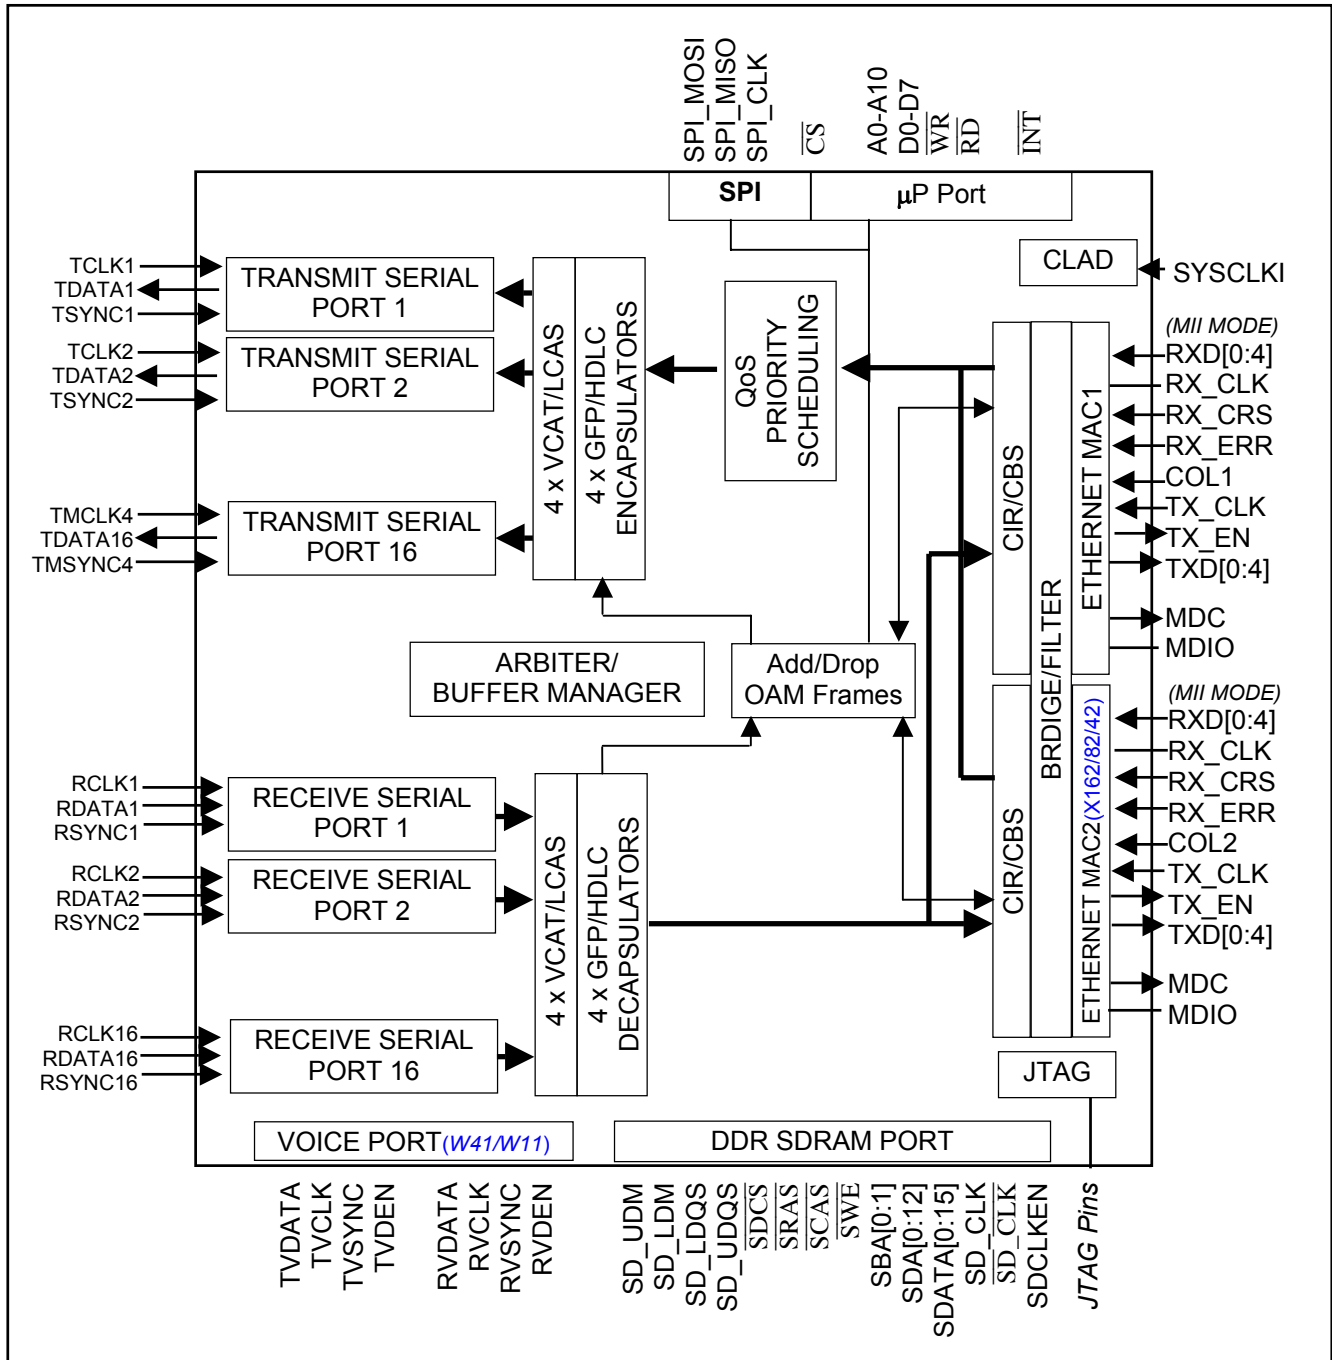 SPI_MOSI
SPI_MISO
SPI_CLK
CS
A0-A10
D0-D7
WR
RD
INT
SPI
µP Port
CLAD
SYSCLKI
TCLK1
TDATA1
TSYNC1
TRANSMIT SERIAL
PORT 1
TCLK2
TDATA2
TSYNC2
TRANSMIT SERIAL
PORT 2
TMCLK4
TDATA16
TMSYNC4
TRANSMIT SERIAL
PORT 16
4 x VCAT/LCAS
4 x GFP/HDLC
ENCAPSULATORS
QoS
PRIORITY
SCHEDULING
CIR/CBS
BRDIGE/FILTER
ETHERNET MAC1
(MII MODE)
RXD[0:4]
RX_CLK
RX_CRS
RX_ERR
COL1
TX_CLK
TX_EN
TXD[0:4]
MDC
MDIO
ARBITER/
BUFFER MANAGER
Add/Drop
OAM Frames
RCLK1
RDATA1
RSYNC1
RECEIVE SERIAL
PORT 1
RCLK2
RDATA2
RSYNC2
RECEIVE SERIAL
PORT 2
RCLK16
RDATA16
RSYNC16
RECEIVE SERIAL
PORT 16
4 x VCAT/LCAS
4 x GFP/HDLC
DECAPSULATORS
CIR/CBS
ETHERNET MAC2(X162/82/42)
(MII MODE)
RXD[0:4]
RX_CLK
RX_CRS
RX_ERR
COL2
TX_CLK
TX_EN
TXD[0:4]
MDC
MDIO
JTAG
VOICE PORT(W41/W11)
DDR SDRAM PORT
TVDATA
TVCLK
TVSYNC
TVDEN
RVDATA
RVCLK
RVSYNC
RVDEN
SD_UDM
SD_LDM
SD_LDQS
SD_UDQS
SDCS
SRAS
SCAS
SWE
SBA[0:1]
SDA[0:12]
SDATA[0:15]
SD_CLK
SD_CLK
SDCLKEN
JTAG Pins